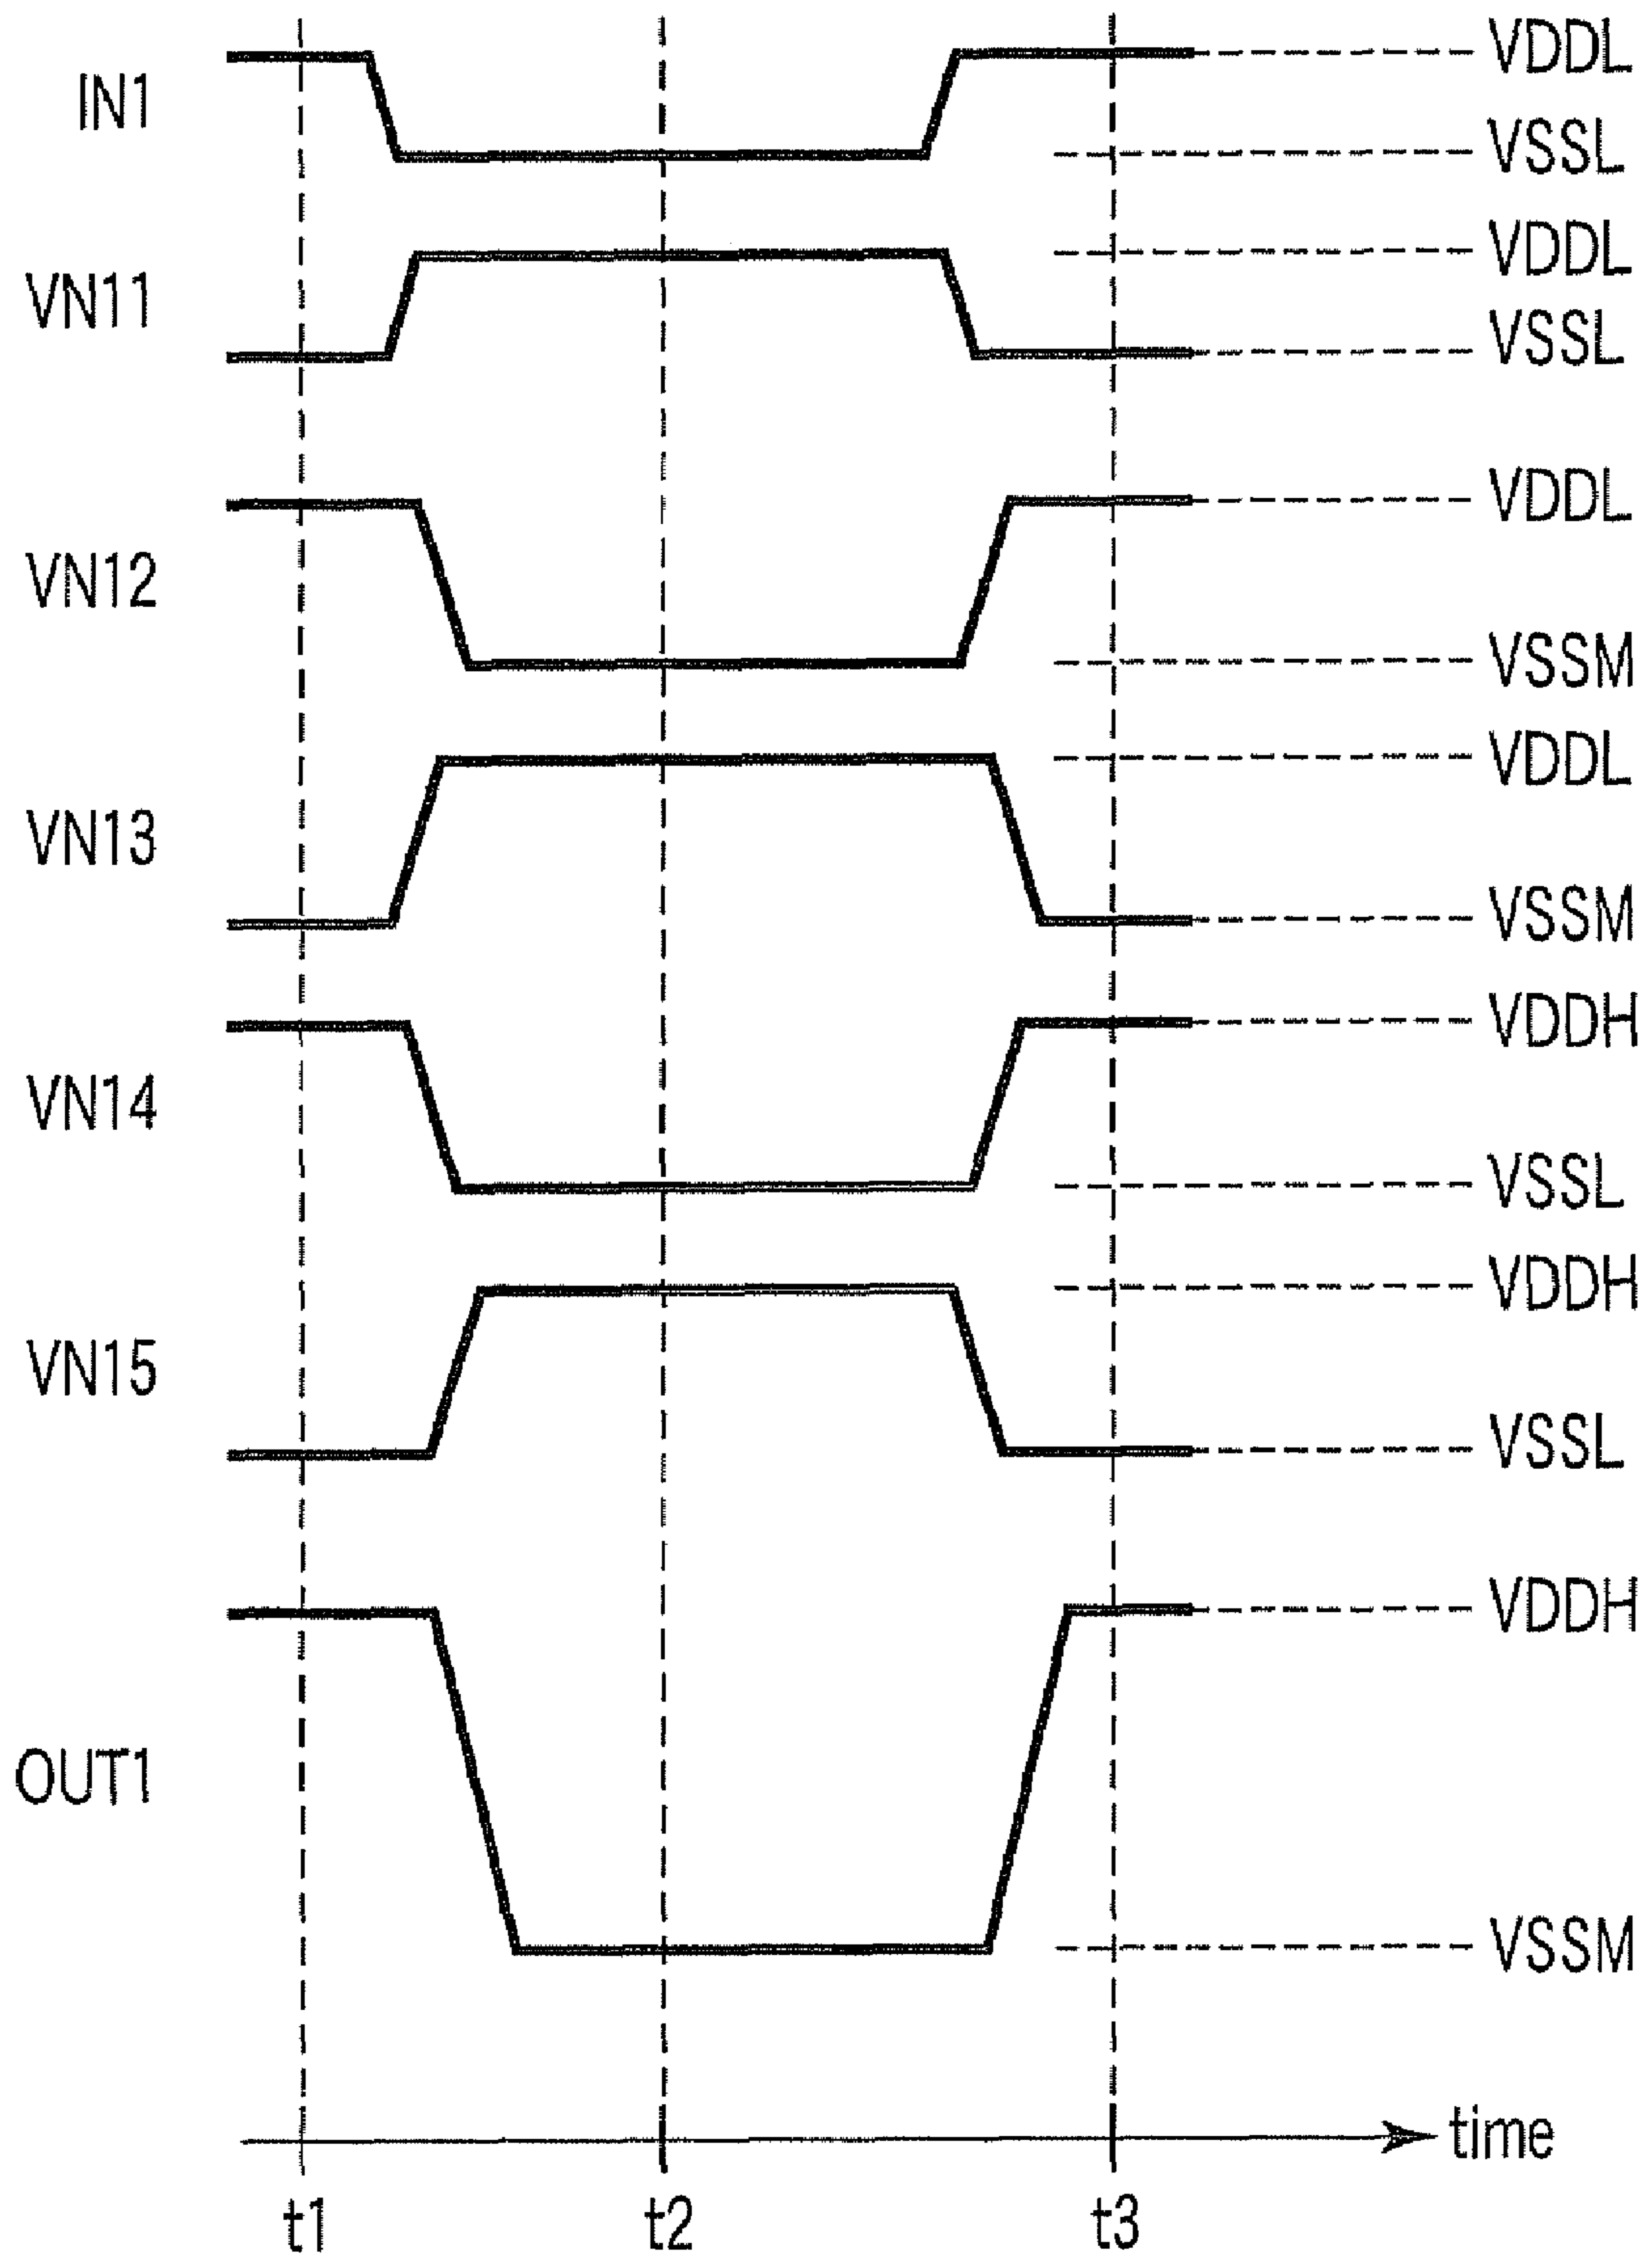 IN1
VDDL
VSSL
VN11
VDDL
VSSL
VN12
VDDL
VSSM
VN13
VDDL
VSSM
VN14
VDDH
VSSL
VN15
VDDH
VSSL
OUT1
VDDH
VSSM
time
t1 t2 t3